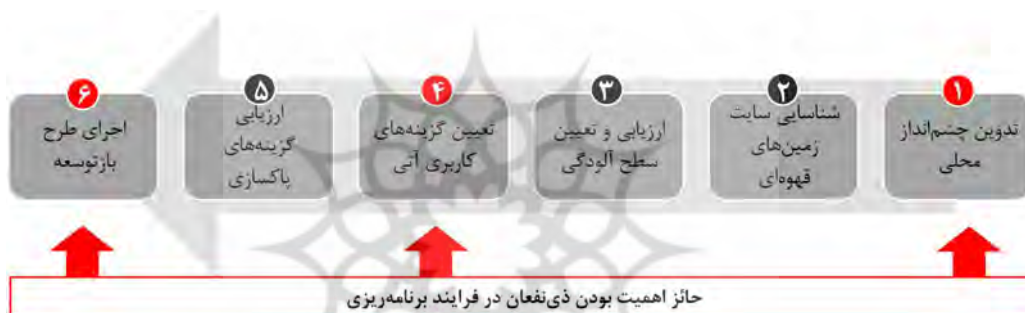 ۱
تدوین چشم‌انداز
محلی
۲
شناسایی سایت
زمین‌های
قهوه‌ای
۳
ارزیابی و تعیین
سطح آلودگی
۴
تعیین گزینه‌های
کاربری آتی
۵
ارزیابی
گزینه‌های
پاکسازی
۶
اجرای طرح
بازتوسعه
حائز اهمیت بودن ذی‌نفعان در فرایند برنامه‌ریزی